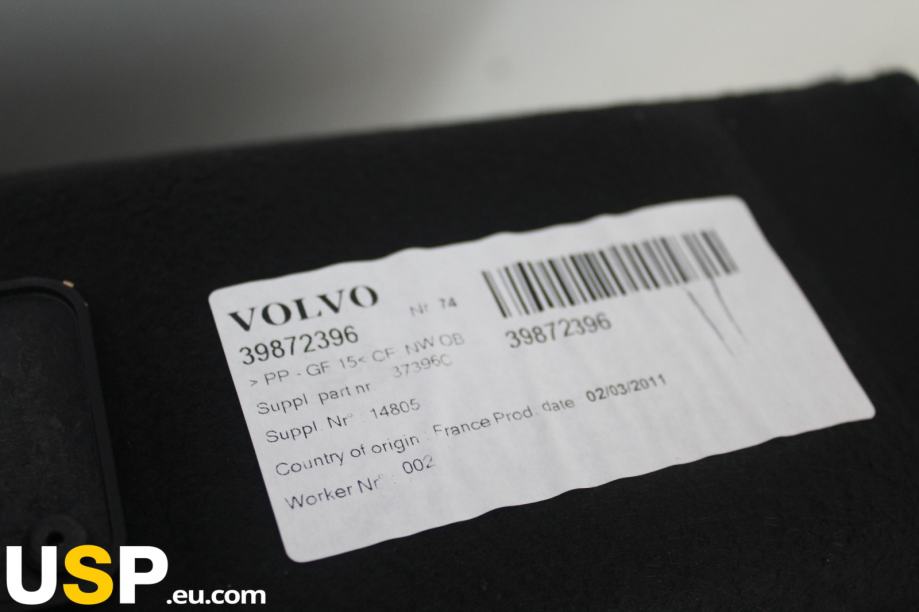 VOLVO Nr 74
39872396
39872396
> PP - GF 15< CF NW OB
Suppl. part nr. 37396C
Suppl. Nr° : 14805
Country of origin : France Prod. date 02/03/2011
Worker Nr° : 002
USP.eu.com